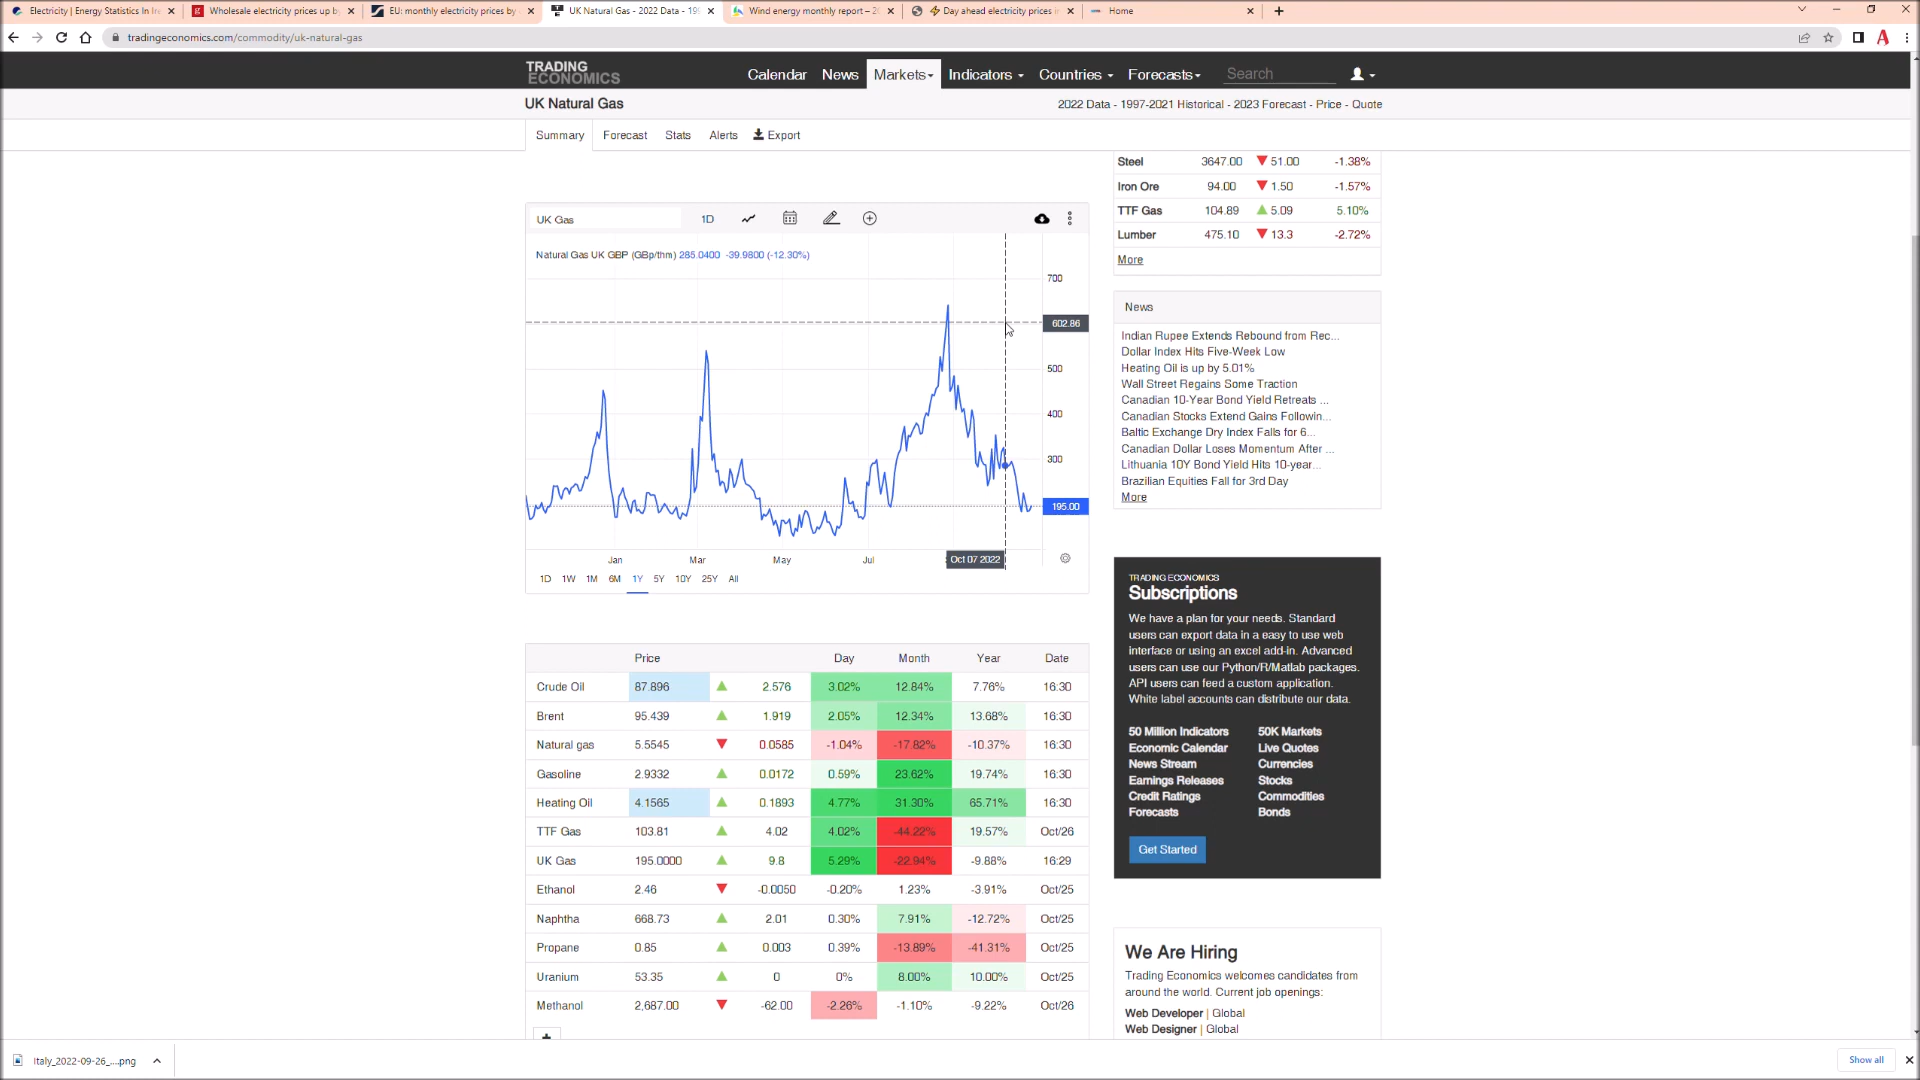 Electricity | Energy Statistics In Ire
Wholesale electricity prices up b
EU: monthly electricity prices by
UK Natural Gas - 2022 Data - 199
Wind energy monthly report – 20
⚡ Day ahead electricity prices in
Home
tradingeconomics.com/commodity/uk-natural-gas
TRADING ECONOMICS
Calendar News Markets Indicators Countries Forecasts Search
UK Natural Gas
2022 Data - 1997-2021 Historical - 2023 Forecast - Price - Quote
Summary Forecast Stats Alerts Export
Steel 3647.00 51.00 -1.38%
Iron Ore 94.00 1.50 -1.57%
TTF Gas 104.89 5.09 5.10%
Lumber 475.10 13.3 -2.72%
More
UK Gas 1D
Natural Gas UK GBP (GBp/thm) 285.0400 -39.9800 (-12.30%)
700
602.86
500
400
300
195.00
Jan Mar May Jul Oct 07 2022
1D 1W 1M 6M 1Y 5Y 10Y 25Y All
News
Indian Rupee Extends Rebound from Rec...
Dollar Index Hits Five-Week Low
Heating Oil is up by 5.01%
Wall Street Regains Some Traction
Canadian 10-Year Bond Yield Retreats ...
Canadian Stocks Extend Gains Followin...
Baltic Exchange Dry Index Falls for 6...
Canadian Dollar Loses Momentum After ...
Lithuania 10Y Bond Yield Hits 10-year...
Brazilian Equities Fall for 3rd Day
More
Price Day Month Year Date
Crude Oil 87.896 2.576 3.02% 12.84% 7.76% 16:30
Brent 95.439 1.919 2.05% 12.34% 13.68% 16:30
Natural gas 5.5545 0.0585 -1.04% -17.82% -10.37% 16:30
Gasoline 2.9332 0.0172 0.59% 23.62% 19.74% 16:30
Heating Oil 4.1565 0.1893 4.77% 31.30% 65.71% 16:30
TTF Gas 103.81 4.02 4.02% -44.22% 19.57% Oct/26
UK Gas 195.0000 9.8 5.29% -22.94% -9.88% 16:29
Ethanol 2.46 -0.0050 -0.20% 1.23% -3.91% Oct/25
Naphtha 668.73 2.01 0.30% 7.91% -12.72% Oct/25
Propane 0.85 0.003 0.39% -13.89% -41.31% Oct/25
Uranium 53.35 0 0% 8.00% 10.00% Oct/25
Methanol 2,687.00 -62.00 -2.26% -1.10% -9.22% Oct/26
TRADING ECONOMICS
Subscriptions
We have a plan for your needs. Standard
users can export data in a easy to use web
interface or using an excel add-in. Advanced
users can use our Python/R/Matlab packages.
API users can feed a custom application.
White label accounts can distribute our data.
50 Million Indicators 50K Markets
Economic Calendar Live Quotes
News Stream Currencies
Earnings Releases Stocks
Credit Ratings Commodities
Forecasts Bonds
Get Started
We Are Hiring
Trading Economics welcomes candidates from
around the world. Current job openings:
Web Developer | Global
Web Designer | Global
Italy_2022-09-26_....png
Show all